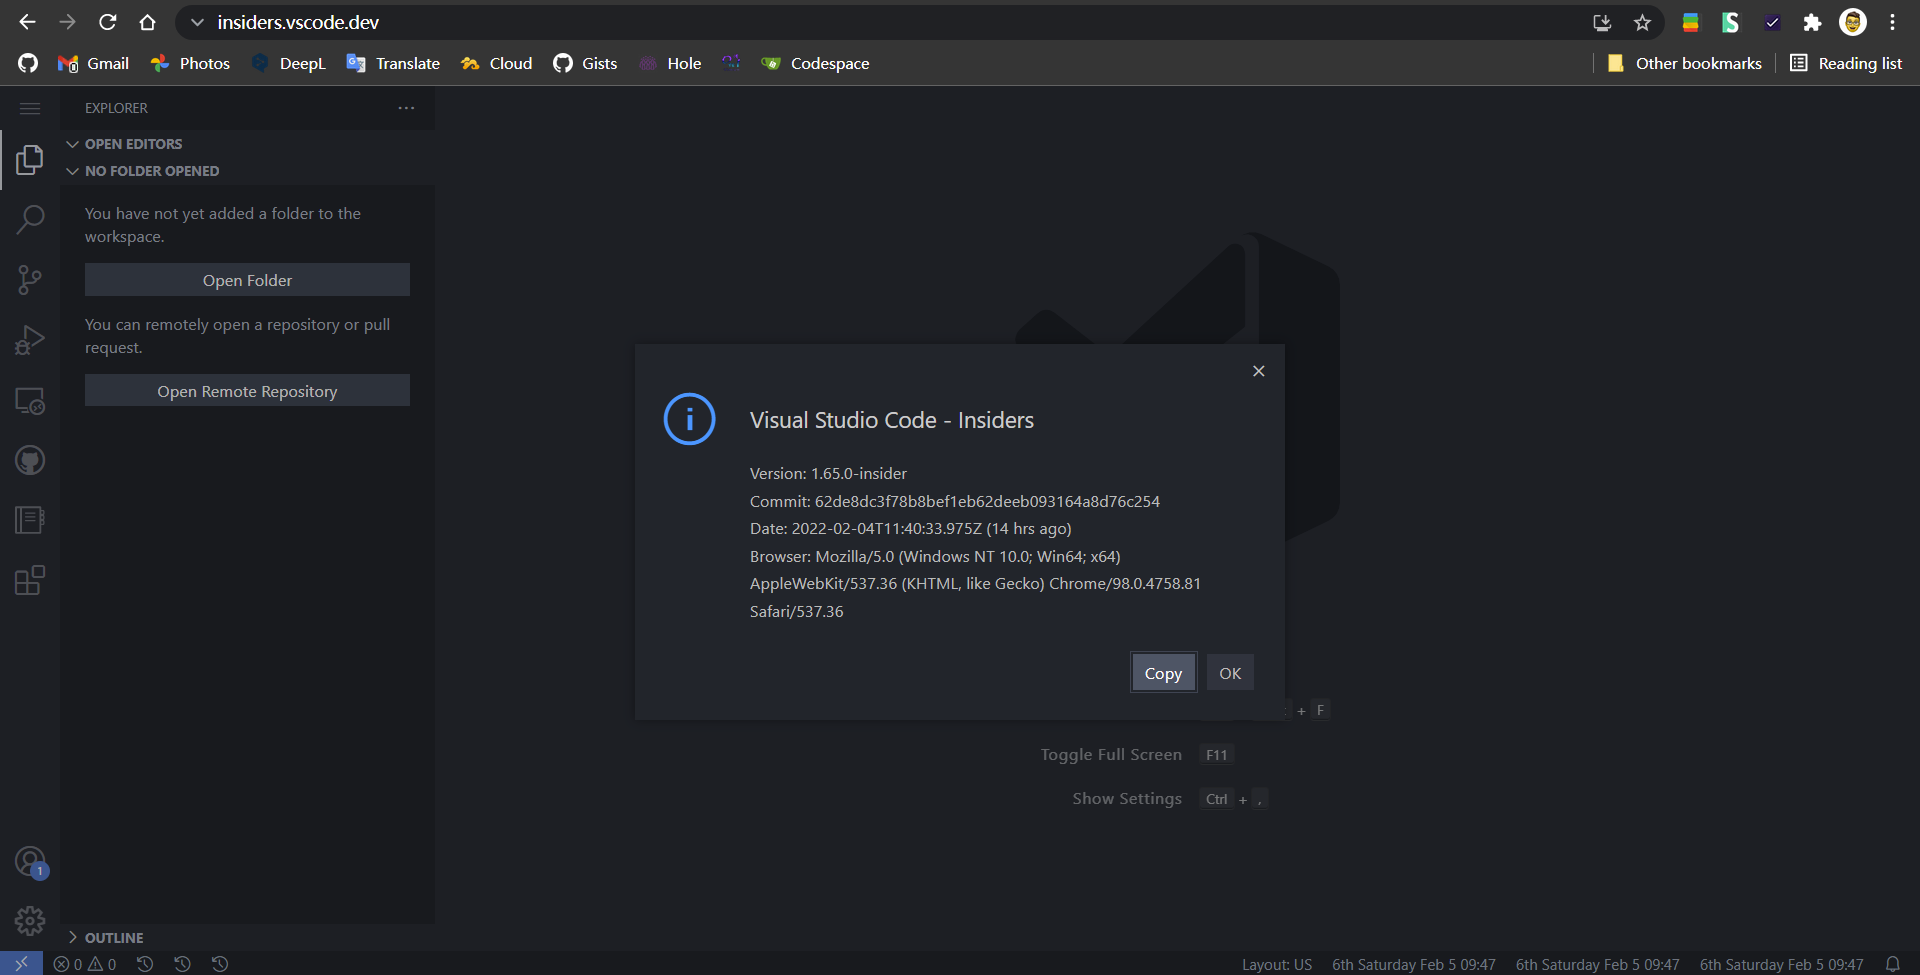 insiders.vscode.dev
Gmail
Photos
DeepL
Translate
Cloud
Gists
Hole
Codespace
Other bookmarks
Reading list
EXPLORER
OPEN EDITORS
NO FOLDER OPENED
You have not yet added a folder to the
workspace.
Open Folder
You can remotely open a repository or pull
request.
Open Remote Repository
Visual Studio Code - Insiders
Version: 1.65.0-insider
Commit: 62de8dc3f78b8bef1eb62deeb093164a8d76c254
Date: 2022-02-04T11:40:33.975Z (14 hrs ago)
Browser: Mozilla/5.0 (Windows NT 10.0; Win64; x64)
AppleWebKit/537.36 (KHTML, like Gecko) Chrome/98.0.4758.81
Safari/537.36
Copy
OK
+ F
Toggle Full Screen F11
Show Settings Ctrl + ,
1
OUTLINE
0 0
Layout: US
6th Saturday Feb 5 09:47
6th Saturday Feb 5 09:47
6th Saturday Feb 5 09:47